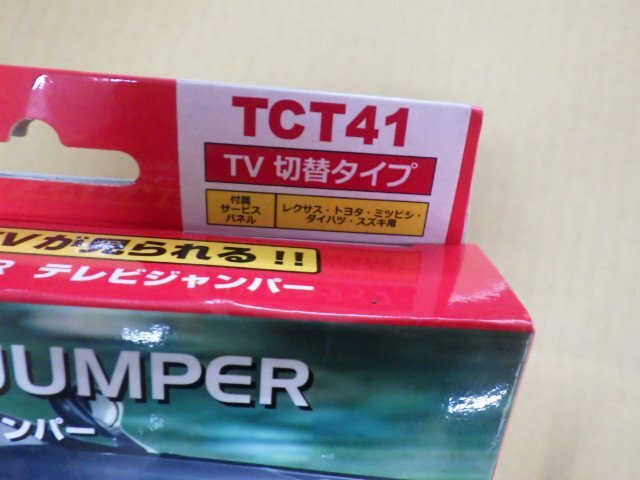 TCT41
TV 切替タイプ
付属
サービス
パネル
レクサス・トヨタ・ミツビシ・
ダイハツ・スズキ用
TVが見られる!!
R テレビジャンパー
JUMPER
ンパー